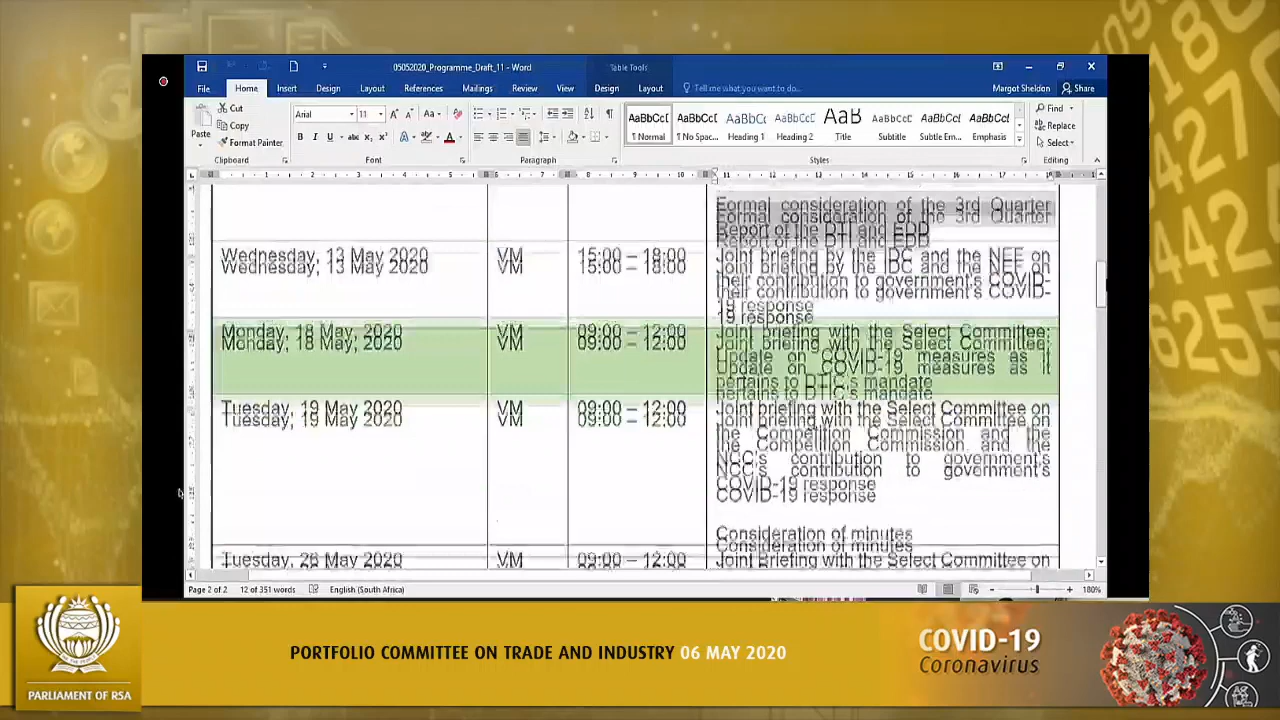 05052020_Programme_Draft_11 - Word
Table Tools
File Home Insert Design Layout References Mailings Review View Design Layout Tell me what you want to do... Margot Sheldon Share
Paste
Cut
Copy
Format Painter
Clipboard
Arial 11
Font
Paragraph
AaBbCcI AaBbCcI AaBbCc AaBbCcI AaB AaBbCcI AaBbCcI AaBbCcI
¶ Normal ¶ No Spac... Heading 1 Heading 2 Title Subtitle Subtle Em... Emphasis
Styles
Find
Replace
Select
Editing
Formal consideration of the 3rd Quarter
Report of the DTI and EDD
Wednesday, 13 May 2020 VM 15:00 – 18:00 Joint briefing by the IDC and the NEF on
their contribution to government's COVID-
19 response
Monday, 18 May, 2020 VM 09:00 – 12:00 Joint briefing with the Select Committee:
Update on COVID-19 measures as it
pertains to DTIC's mandate
Tuesday, 19 May 2020 VM 09:00 – 12:00 Joint briefing with the Select Committee on
the Competition Commission and the
NCC's contribution to government's
COVID-19 response
Consideration of minutes
Tuesday, 26 May 2020 VM 09:00 – 12:00 Joint Briefing with the Select Committee on
Page 2 of 2 12 of 351 words English (South Africa) 180%
PORTFOLIO COMMITTEE ON TRADE AND INDUSTRY 06 MAY 2020
COVID-19
Coronavirus
PARLIAMENT OF RSA